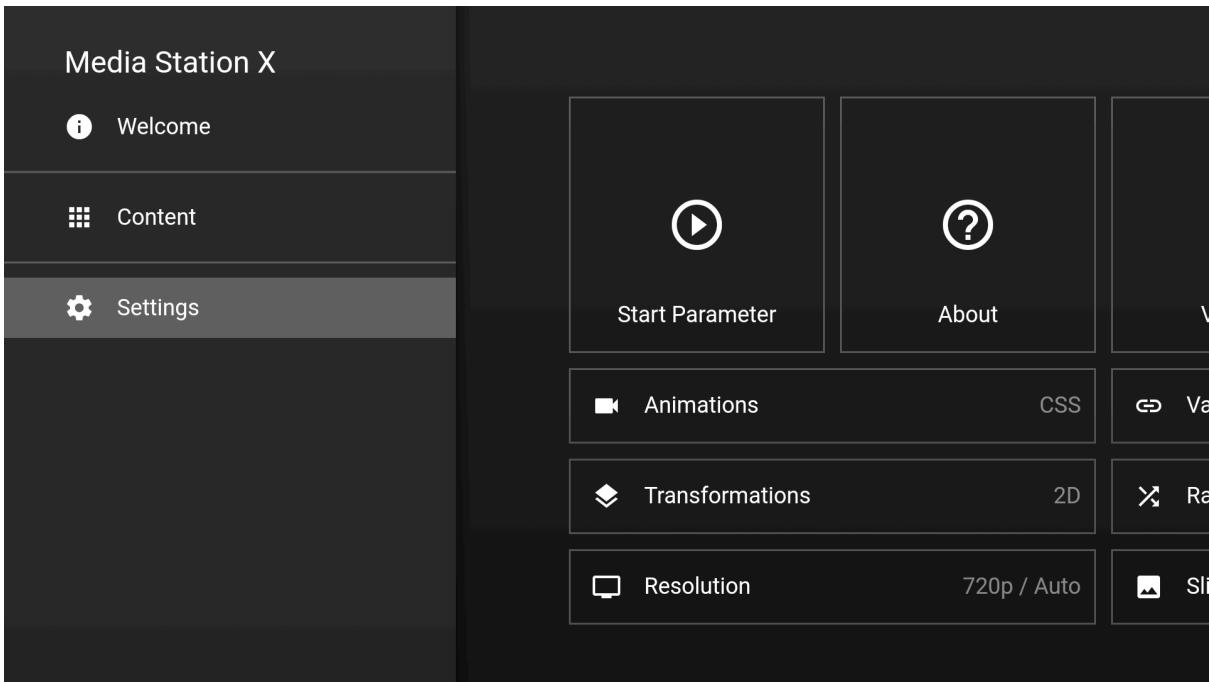 Media Station X
Welcome
Content
Settings
Start Parameter
About
Animations
CSS
Transformations
2D
Resolution
720p / Auto